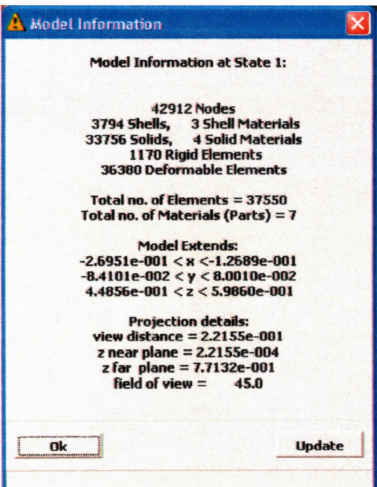 Model Information
Model Information at State 1:
42912 Nodes
3794 Shells, 3 Shell Materials
33756 Solids, 4 Solid Materials
1170 Rigid Elements
36380 Deformable Elements
Total no. of Elements = 37550
Total no. of Materials (Parts) = 7
Model Extends:
-2.6951e-001 < x <-1.2689e-001
-8.4101e-002 < y < 8.0010e-002
4.4856e-001 < z < 5.9860e-001
Projection details:
view distance = 2.2155e-001
z near plane = 2.2155e-004
z far plane = 7.7132e-001
field of view = 45.0
Ok Update